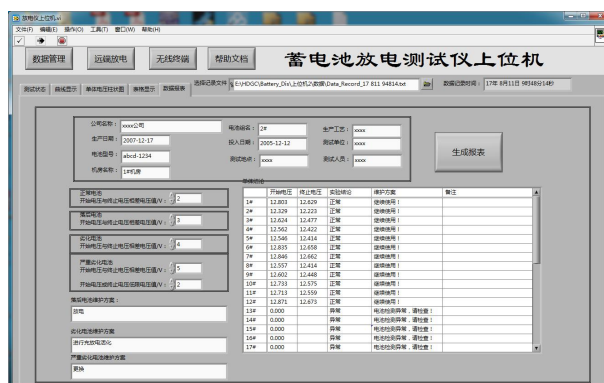 放电仪上位机.vi
文件(F) 编辑(E) 操作(O) 工具(T) 窗口(W) 帮助(H)
数据管理 远端放电 无线终端 帮助文档 蓄电池放电测试仪上位机
选择记录文件 E:\HDGC\Battery_Dis\上位机2\数据\Data_Record_17 811 94814.txt 数据记录时间： 17年 8月11日 9时48分14秒
测试状态 曲线显示 单体电压柱状图 表格显示 数据报表
公司名称： xxxx公司
生产日期： 2007-12-17
电池型号： abcd-1234
机房名称： 1#机房
电池组名： 2# 生产工艺： xxxx
投入日期： 2005-12-12 测试单位： xxxx
测试地点： xxxx 测试人员： xxxx
生成报表
正常电池
开始电压与终止电压相差电压值/V： 2
落后电池
开始电压与终止电压相差电压值/V： 3
劣化电池
开始电压与终止电压相差电压值/V： 4
严重劣化电池
开始电压与终止电压相差电压值/V： 5
开始电压或终止电压低限电压值/V： 2
落后电池维护方案：
放电
劣化电池维护方案
进行充放电活化
严重劣化电池维护方案
更换
单体结论
开始电压 终止电压 实验结论 维护方案 备注
1# 12.803 12.629 正常 继续使用！
2# 12.329 12.223 正常 继续使用！
3# 12.624 12.477 正常 继续使用！
4# 12.562 12.422 正常 继续使用！
5# 12.546 12.414 正常 继续使用！
6# 12.835 12.658 正常 继续使用！
7# 12.846 12.662 正常 继续使用！
8# 12.557 12.414 正常 继续使用！
9# 12.602 12.448 正常 继续使用！
10# 12.733 12.575 正常 继续使用！
11# 12.713 12.559 正常 继续使用！
12# 12.871 12.673 正常 继续使用！
13# 0.000 异常 电池检测异常，请检查！
14# 0.000 异常 电池检测异常，请检查！
15# 0.000 异常 电池检测异常，请检查！
16# 0.000 异常 电池检测异常，请检查！
17# 0.000 异常 电池检测异常，请检查！